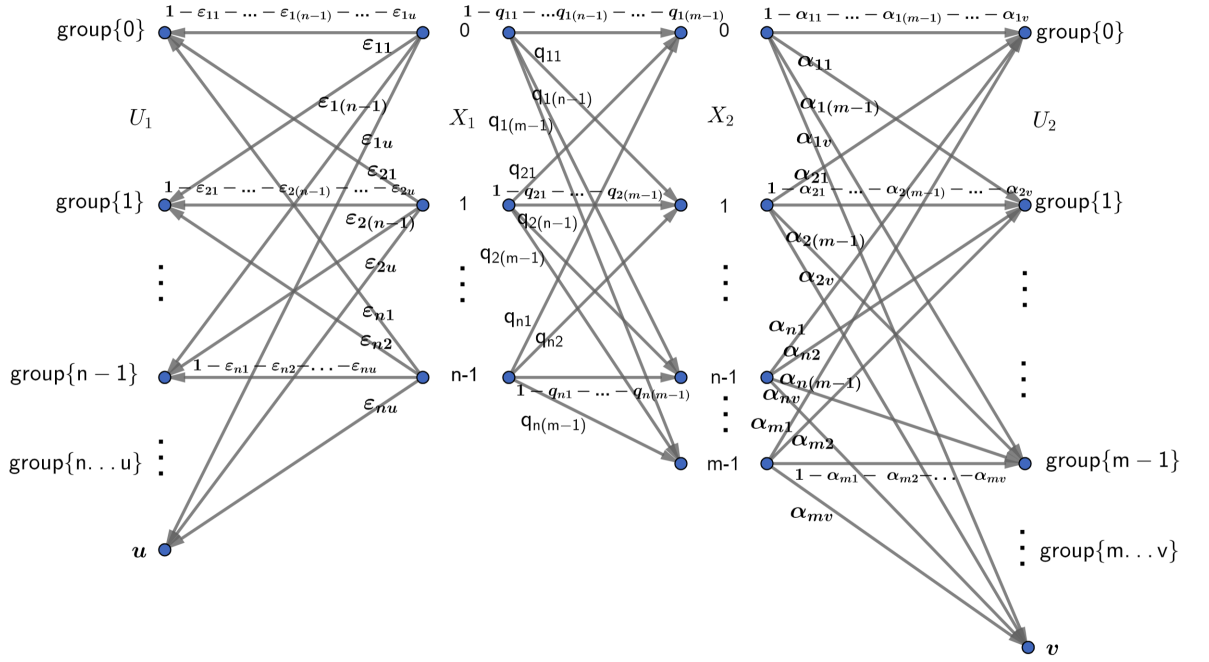 1 − ε₁₁ − ... − ε₁₍ₙ₋₁₎ − ... − ε₁ᵤ
1 − q₁₁ − ...q₁₍ₙ₋₁₎ − ... − q₁₍ₘ₋₁₎
1 − α₁₁ − ... − α₁₍ₘ₋₁₎ − ... − α₁ᵥ
group{0}
0
0
group{0}
ε₁₁
q₁₁
α₁₁
ε₁₍ₙ₋₁₎
q₁₍ₙ₋₁₎
α₁₍ₘ₋₁₎
U₁
X₁
q₁₍ₘ₋₁₎
X₂
U₂
ε₁ᵤ
α₁ᵥ
ε₂₁
q₂₁
α₂₁
1 − ε₂₁ − ... − ε₂₍ₙ₋₁₎ − ... − ε₂ᵤ
1 − q₂₁ − ... − q₂₍ₘ₋₁₎
1 − α₂₁ − ... − α₂₍ₘ₋₁₎ − ... − α₂ᵥ
group{1}
1
1
group{1}
ε₂₍ₙ₋₁₎
q₂₍ₙ₋₁₎
α₂₍ₘ₋₁₎
ε₂ᵤ
q₂₍ₘ₋₁₎
α₂ᵥ
εₙ₁
qₙ₁
αₙ₁
εₙ₂
qₙ₂
αₙ₂
1 − εₙ₁ − εₙ₂−...−εₙᵤ
group{n − 1}
n-1
n-1
αₙ(m−1)
1 − qₙ₁ − ... − qₙ₍ₘ₋₁₎
αₙᵥ
εₙᵤ
qₙ₍ₘ₋₁₎
αₘ₁
αₘ₂
group{n...u}
m-1
group{m − 1}
1 − αₘ₁ − αₘ₂−...−αₘᵥ
αₘᵥ
u
group{m...v}
v